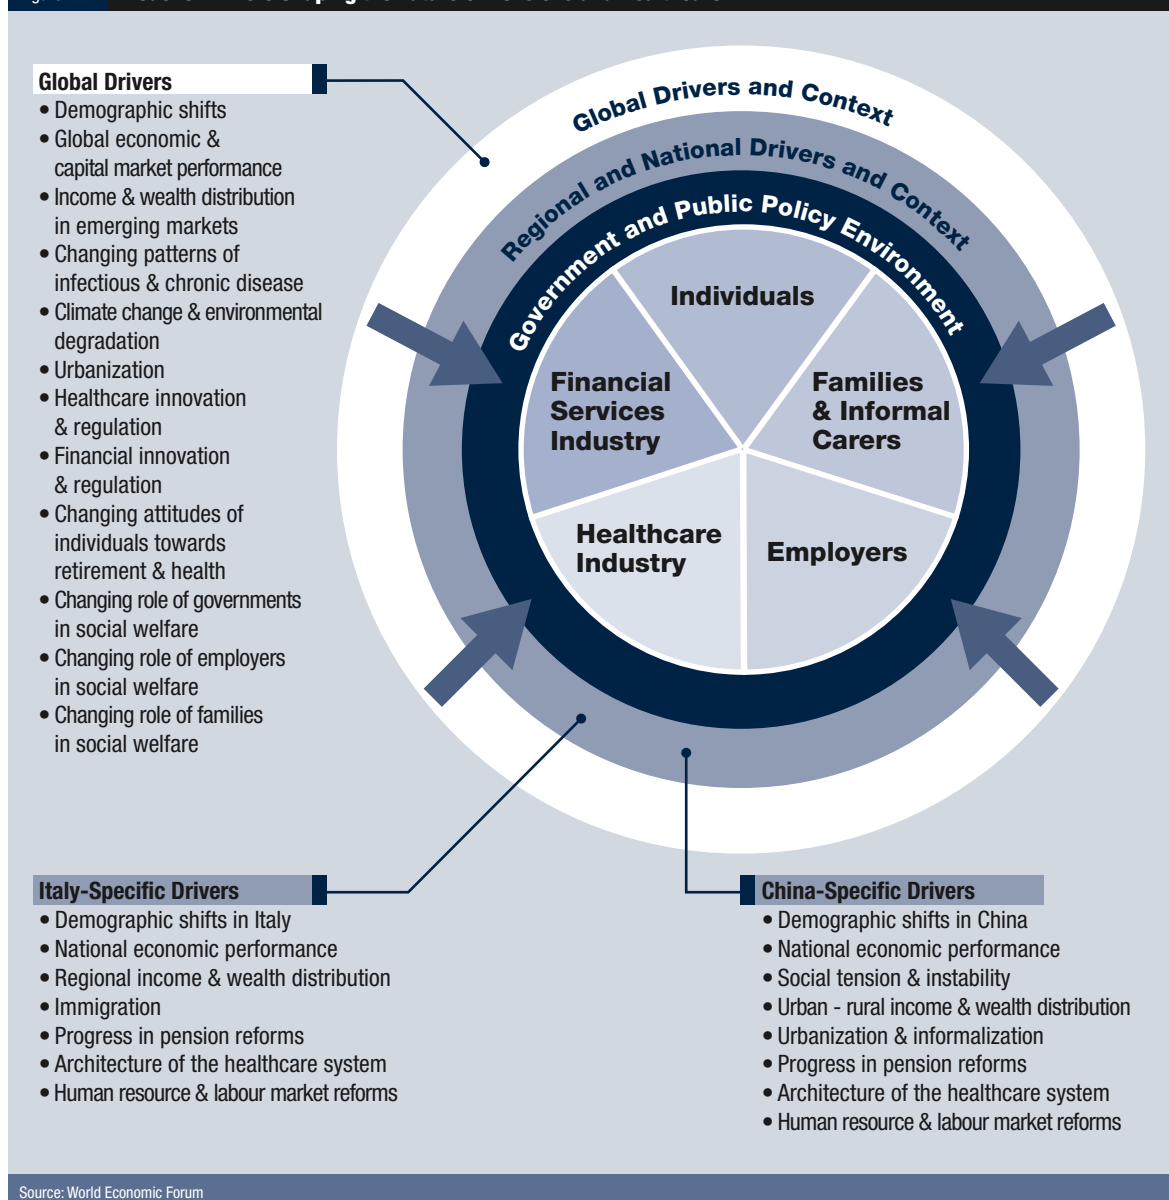 Global Drivers
• Demographic shifts
• Global economic &
capital market performance
• Income & wealth distribution
in emerging markets
• Changing patterns of
infectious & chronic disease
• Climate change & environmental
degradation
• Urbanization
• Healthcare innovation
& regulation
• Financial innovation
& regulation
• Changing attitudes of
individuals towards
retirement & health
• Changing role of governments
in social welfare
• Changing role of employers
in social welfare
• Changing role of families
in social welfare
Global Drivers and Context
Regional and National Drivers and Context
Government and Public Policy Environment
Individuals
Financial
Services
Industry
Families
& Informal
Carers
Healthcare
Industry
Employers
Italy-Specific Drivers
• Demographic shifts in Italy
• National economic performance
• Regional income & wealth distribution
• Immigration
• Progress in pension reforms
• Architecture of the healthcare system
• Human resource & labour market reforms
China-Specific Drivers
• Demographic shifts in China
• National economic performance
• Social tension & instability
• Urban - rural income & wealth distribution
• Urbanization & informalization
• Progress in pension reforms
• Architecture of the healthcare system
• Human resource & labour market reforms
Source: World Economic Forum